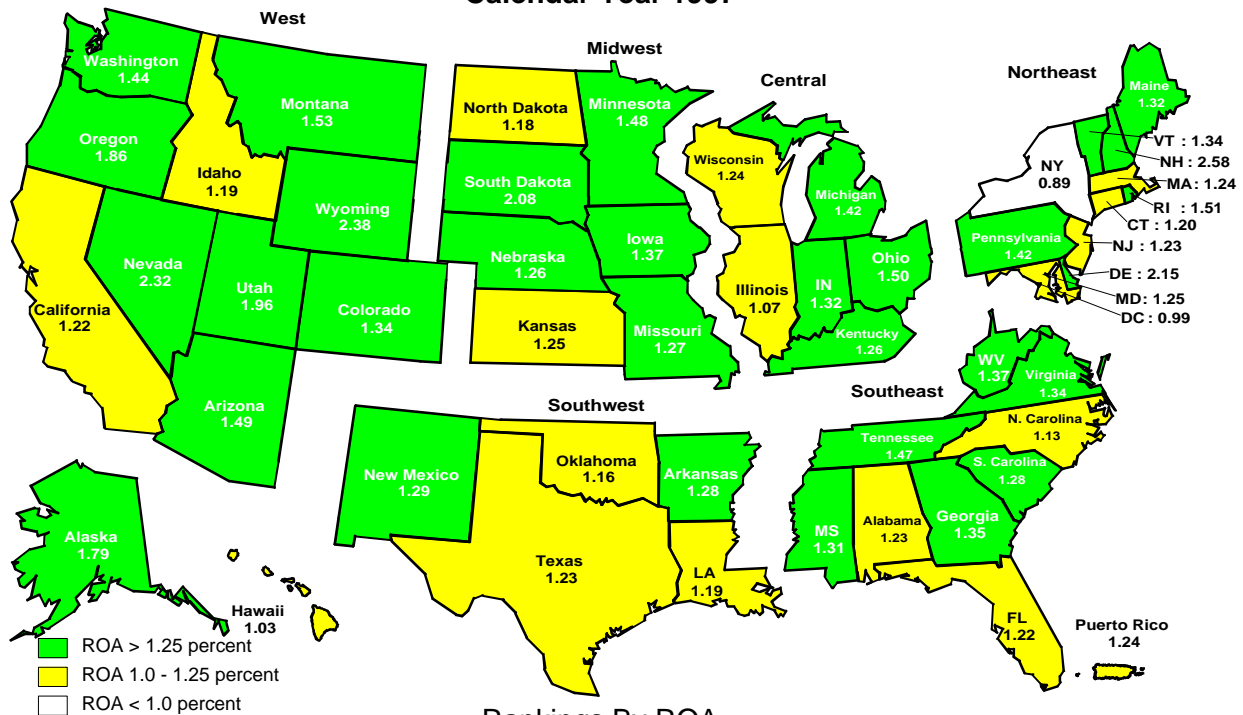 West
Midwest
Central
Northeast
Southwest
Southeast
Washington
1.44
Oregon
1.86
California
1.22
Idaho
1.19
Montana
1.53
Wyoming
2.38
Nevada
2.32
Utah
1.96
Colorado
1.34
Arizona
1.49
Alaska
1.79
Hawaii
1.03
North Dakota
1.18
Minnesota
1.48
South Dakota
2.08
Nebraska
1.26
Iowa
1.37
Kansas
1.25
Missouri
1.27
Wisconsin
1.24
Michigan
1.42
Illinois
1.07
IN
1.32
Ohio
1.50
Kentucky
1.26
Maine
1.32
VT : 1.34
NH : 2.58
MA : 1.24
RI : 1.51
CT : 1.20
NJ : 1.23
DE : 2.15
MD: 1.25
DC : 0.99
NY
0.89
Pennsylvania
1.42
New Mexico
1.29
Oklahoma
1.16
Arkansas
1.28
Texas
1.23
LA
1.19
WV
1.37
Virginia
1.34
Tennessee
1.47
N. Carolina
1.13
S. Carolina
1.28
MS
1.31
Alabama
1.23
Georgia
1.35
FL
1.22
Puerto Rico
1.24
ROA > 1.25 percent
ROA 1.0 - 1.25 percent
ROA < 1.0 percent
Rankings By ROA